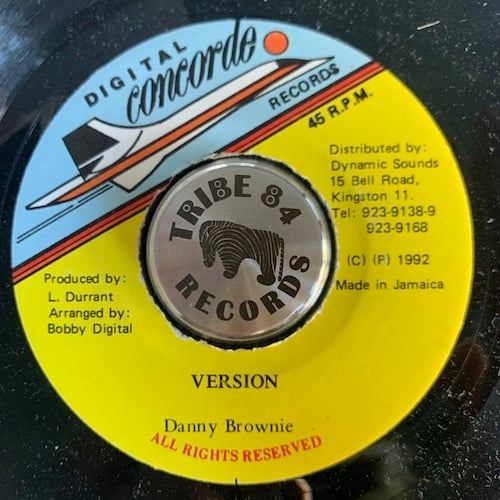 DIGITAL
concorde
RECORDS
45 R.P.M.
Distributed by:
Dynamic Sounds
15 Bell Road,
Kingston 11.
Tel: 923-9138-9
923-9168
(C) (P) 1992
Made in Jamaica
TRIBE 84
RECORDS
Produced by:
L. Durrant
Arranged by:
Bobby Digital
VERSION
Danny Brownie
ALL RIGHTS RESERVED